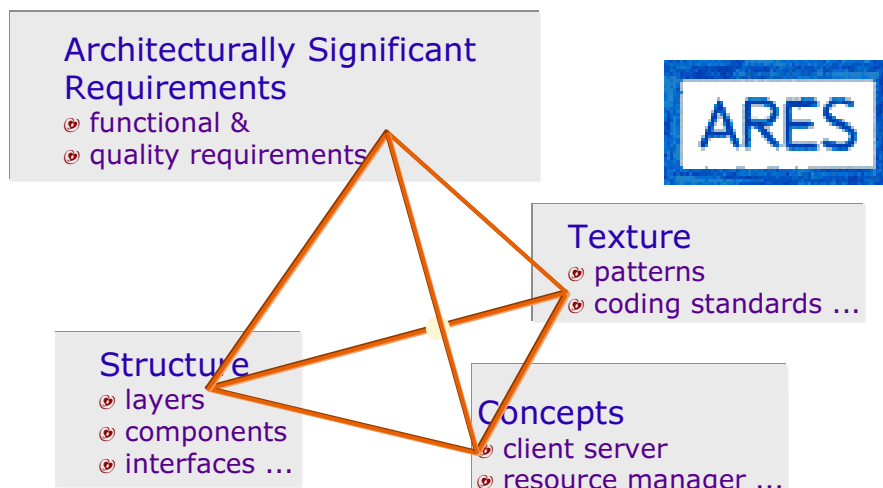 Architecturally Significant
Requirements
functional &
quality requirements
ARES
Texture
patterns
coding standards ...
Structure
layers
components
interfaces ...
Concepts
client server
resource manager ...